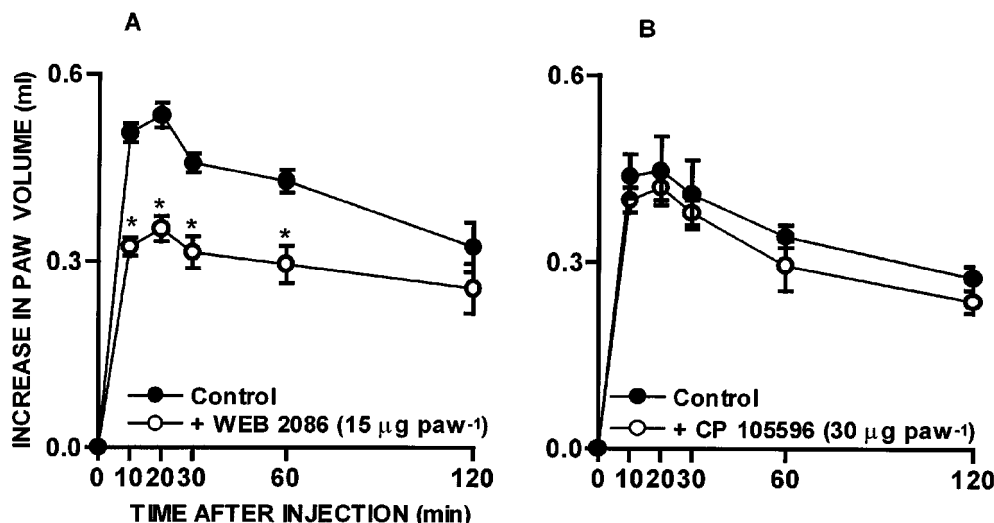 A
INCREASE IN PAW VOLUME (ml)
0.6
0.3
0.0
* * * *
Control
+ WEB 2086 (15 µg paw⁻¹)
0 10 20 30 60 120
TIME AFTER INJECTION (min)
B
0.6
0.3
0.0
Control
+ CP 105596 (30 µg paw⁻¹)
0 10 20 30 60 120